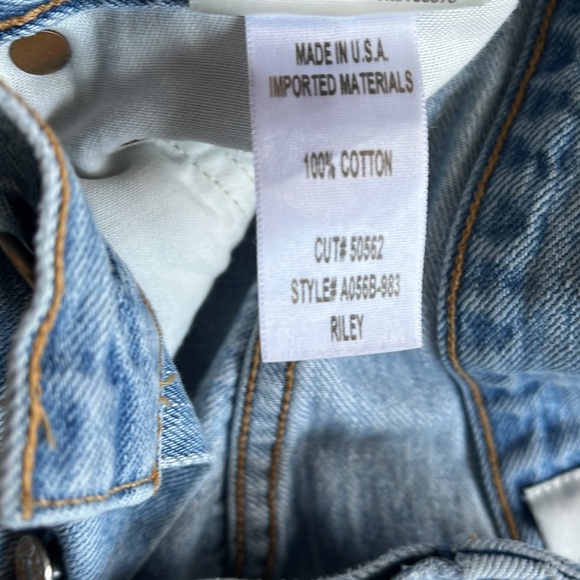 MADE IN U.S.A.
IMPORTED MATERIALS
100% COTTON
CUT# 50562
STYLE# A056B-983
RILEY